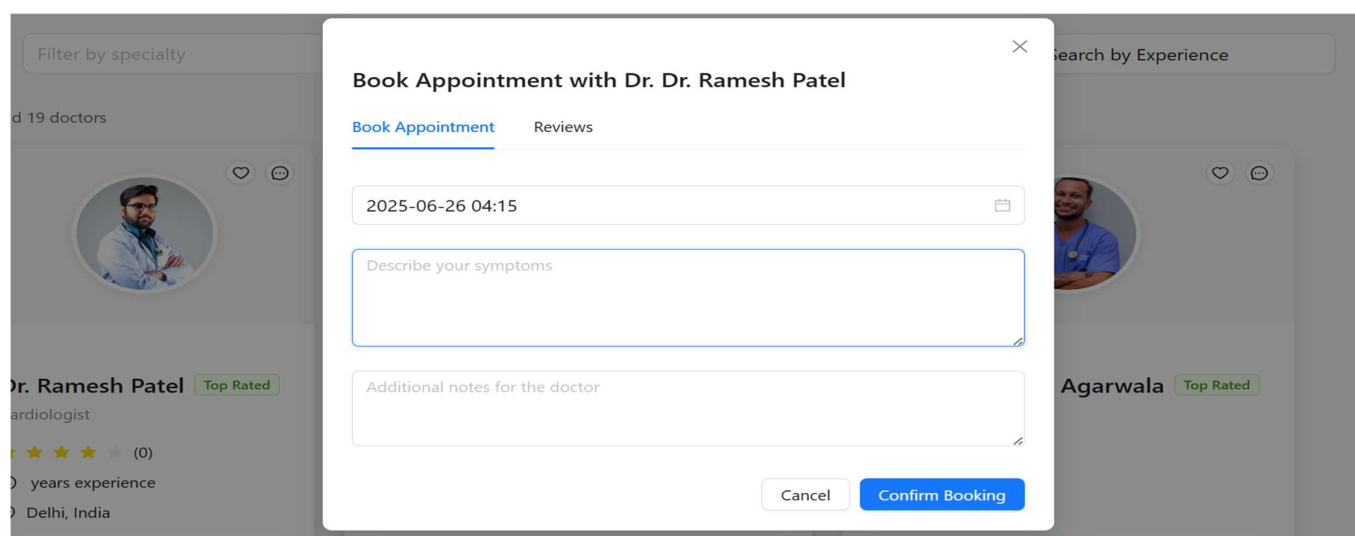 Filter by specialty
Search by Experience
d 19 doctors
Book Appointment with Dr. Dr. Ramesh Patel
Book Appointment Reviews
2025-06-26 04:15
Describe your symptoms
Additional notes for the doctor
Cancel Confirm Booking
Dr. Ramesh Patel Top Rated
ardiologist
(0)
years experience
Delhi, India
Agarwala Top Rated